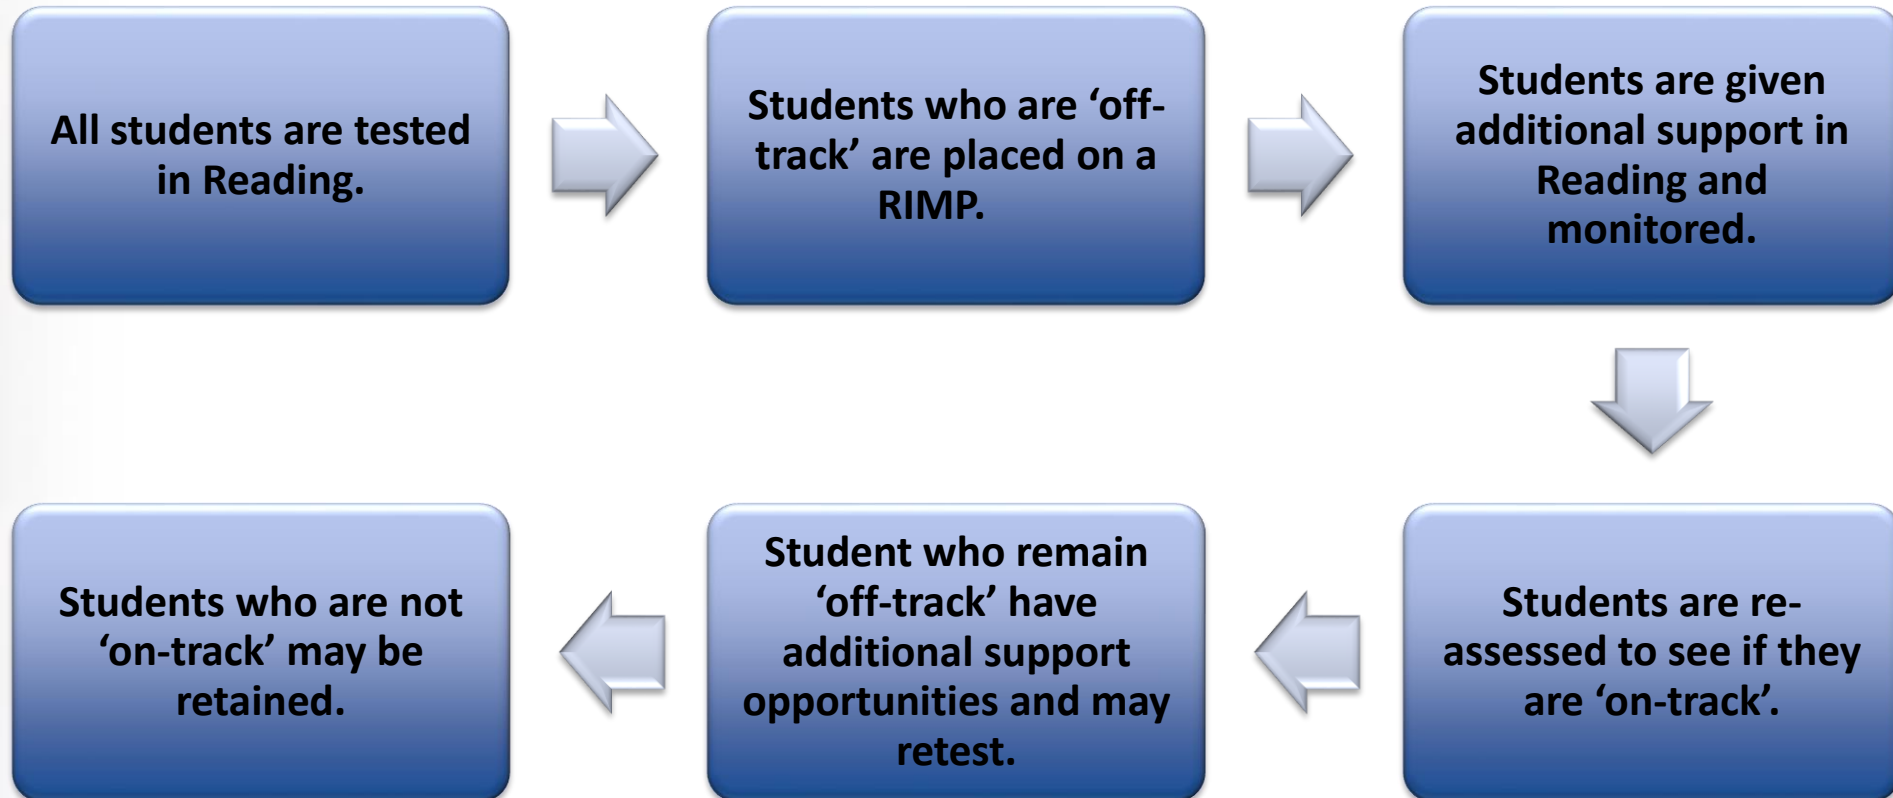 All students are tested
in Reading.
Students who are ‘off-
track’ are placed on a
RIMP.
Students are given
additional support in
Reading and
monitored.
Students are re-
assessed to see if they
are ‘on-track’.
Student who remain
‘off-track’ have
additional support
opportunities and may
retest.
Students who are not
‘on-track’ may be
retained.